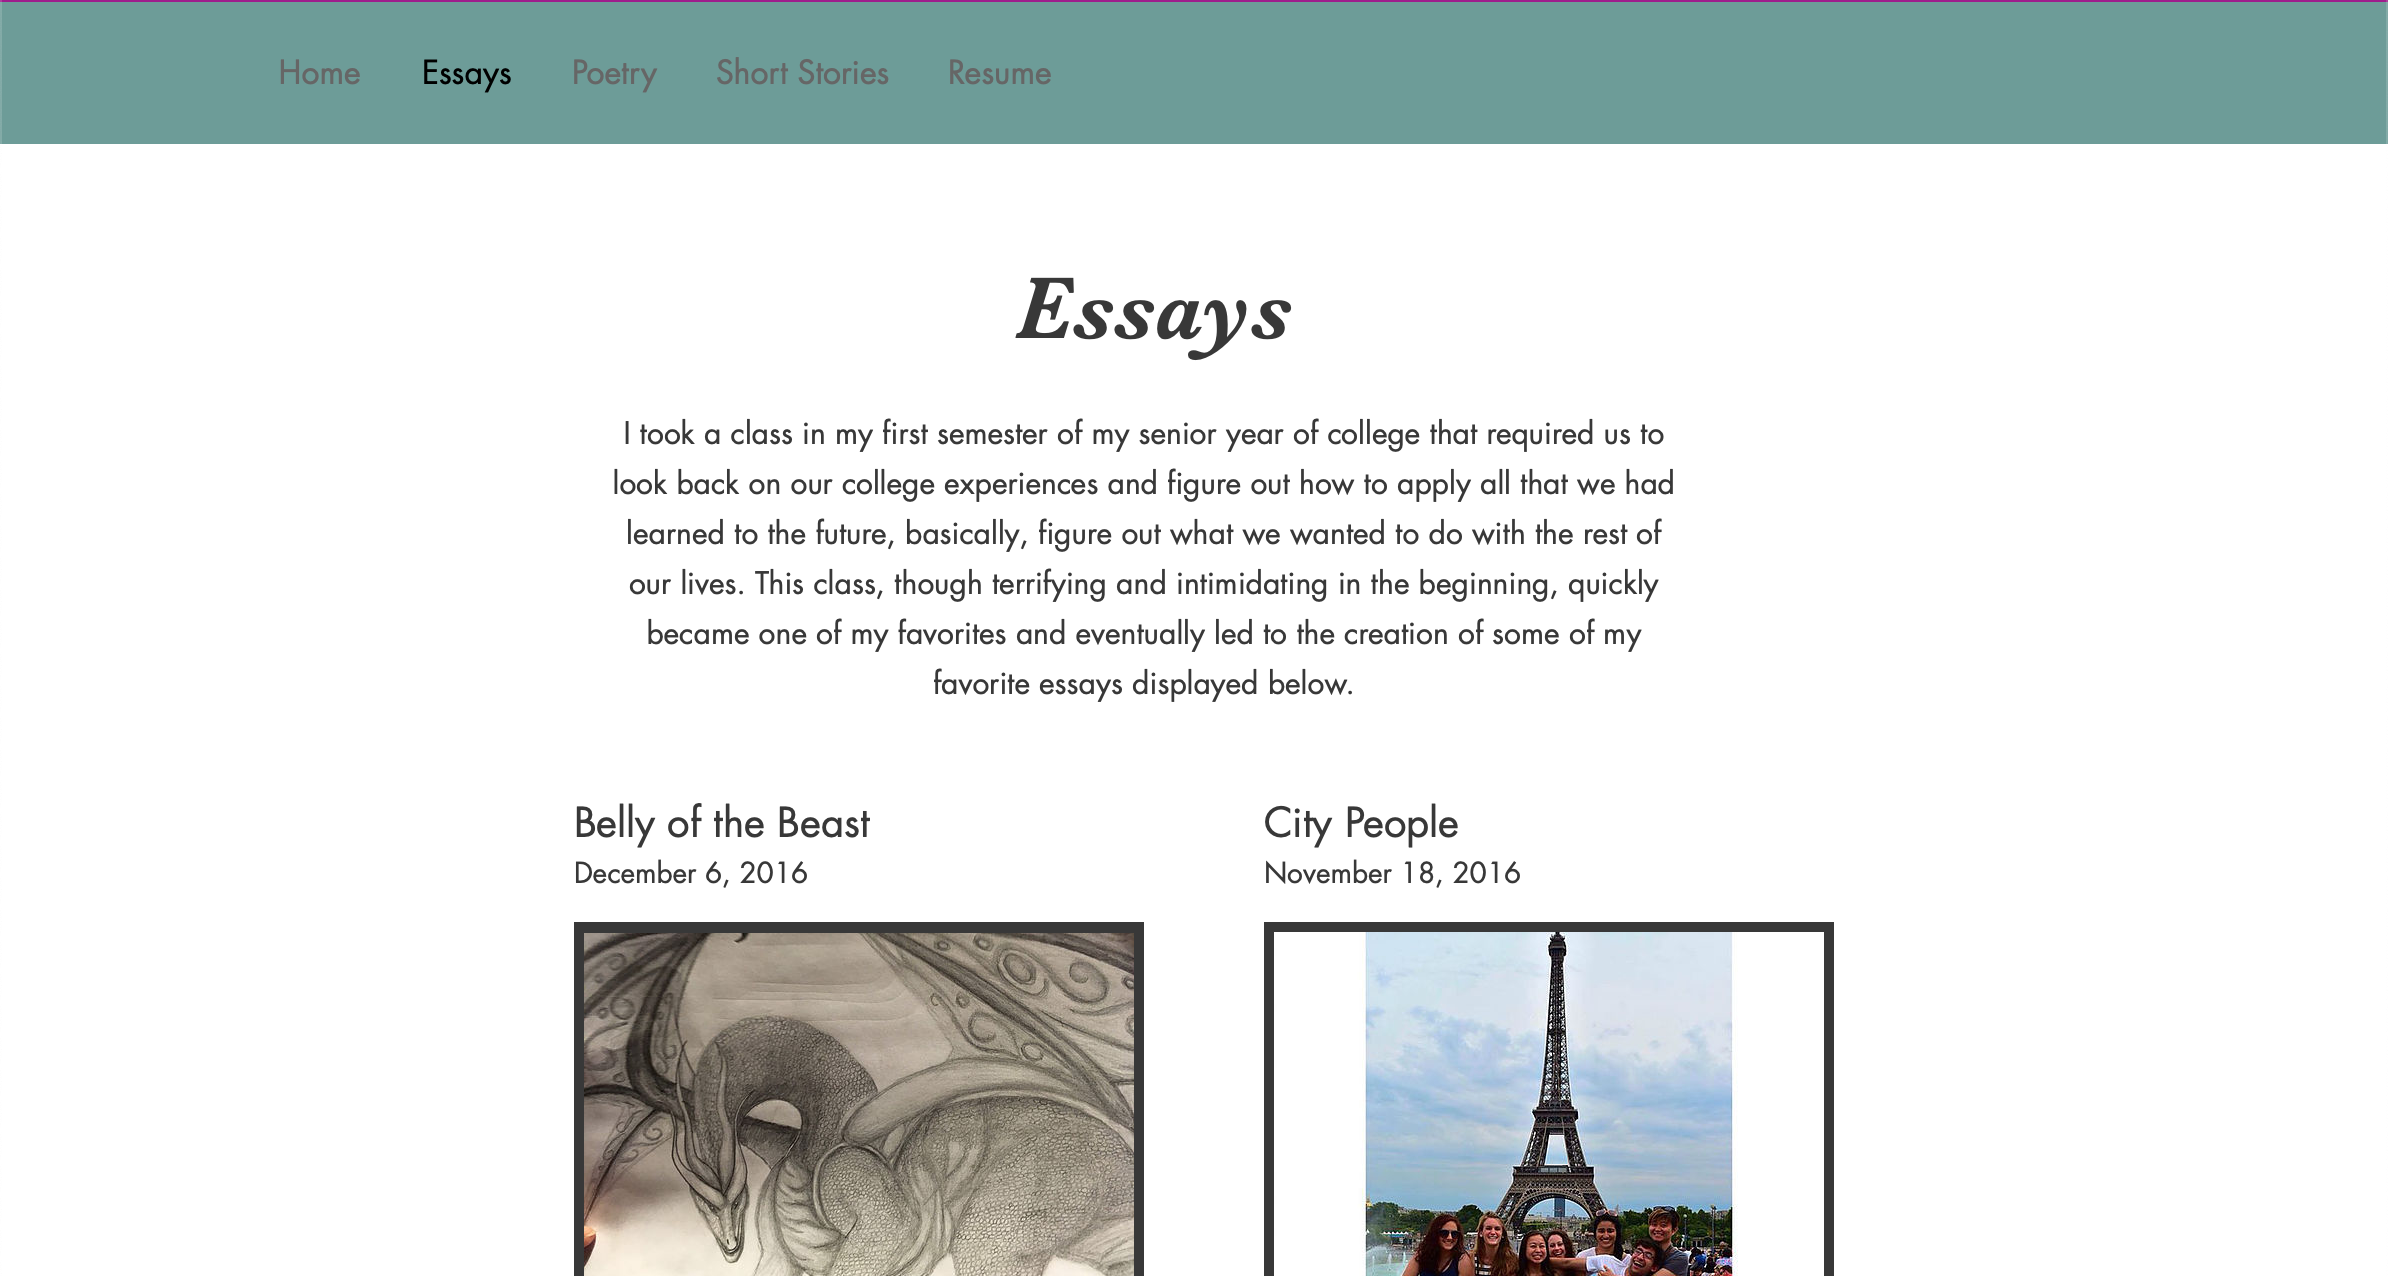 Home Essays Poetry Short Stories Resume
Essays
I took a class in my first semester of my senior year of college that required us to
look back on our college experiences and figure out how to apply all that we had
learned to the future, basically, figure out what we wanted to do with the rest of
our lives. This class, though terrifying and intimidating in the beginning, quickly
became one of my favorites and eventually led to the creation of some of my
favorite essays displayed below.
Belly of the Beast
December 6, 2016
City People
November 18, 2016